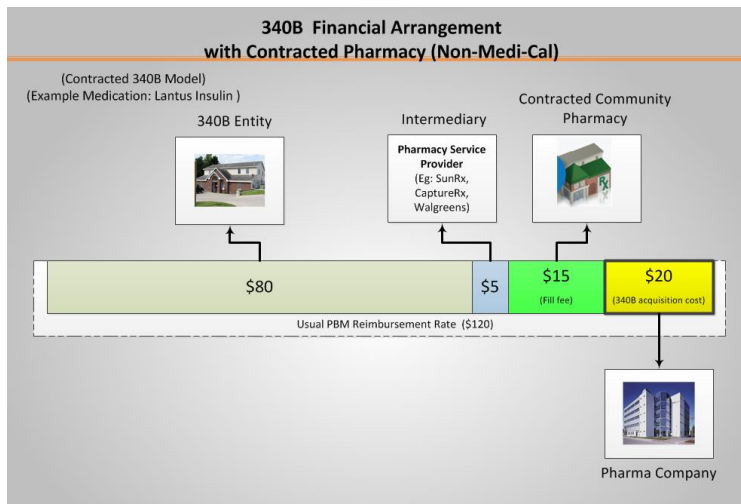 340B  Financial Arrangement
with Contracted Pharmacy (Non-Medi-Cal)
(Contracted 340B Model)
(Example Medication: Lantus Insulin )
340B Entity
Intermediary
Contracted Community
Pharmacy
Pharmacy Service
Provider
(Eg: SunRx,
CaptureRx,
Walgreens)
Rx
$80
$5
$15
(Fill fee)
$20
(340B acquisition cost)
Usual PBM Reimbursement Rate  ($120)
Pharma Company